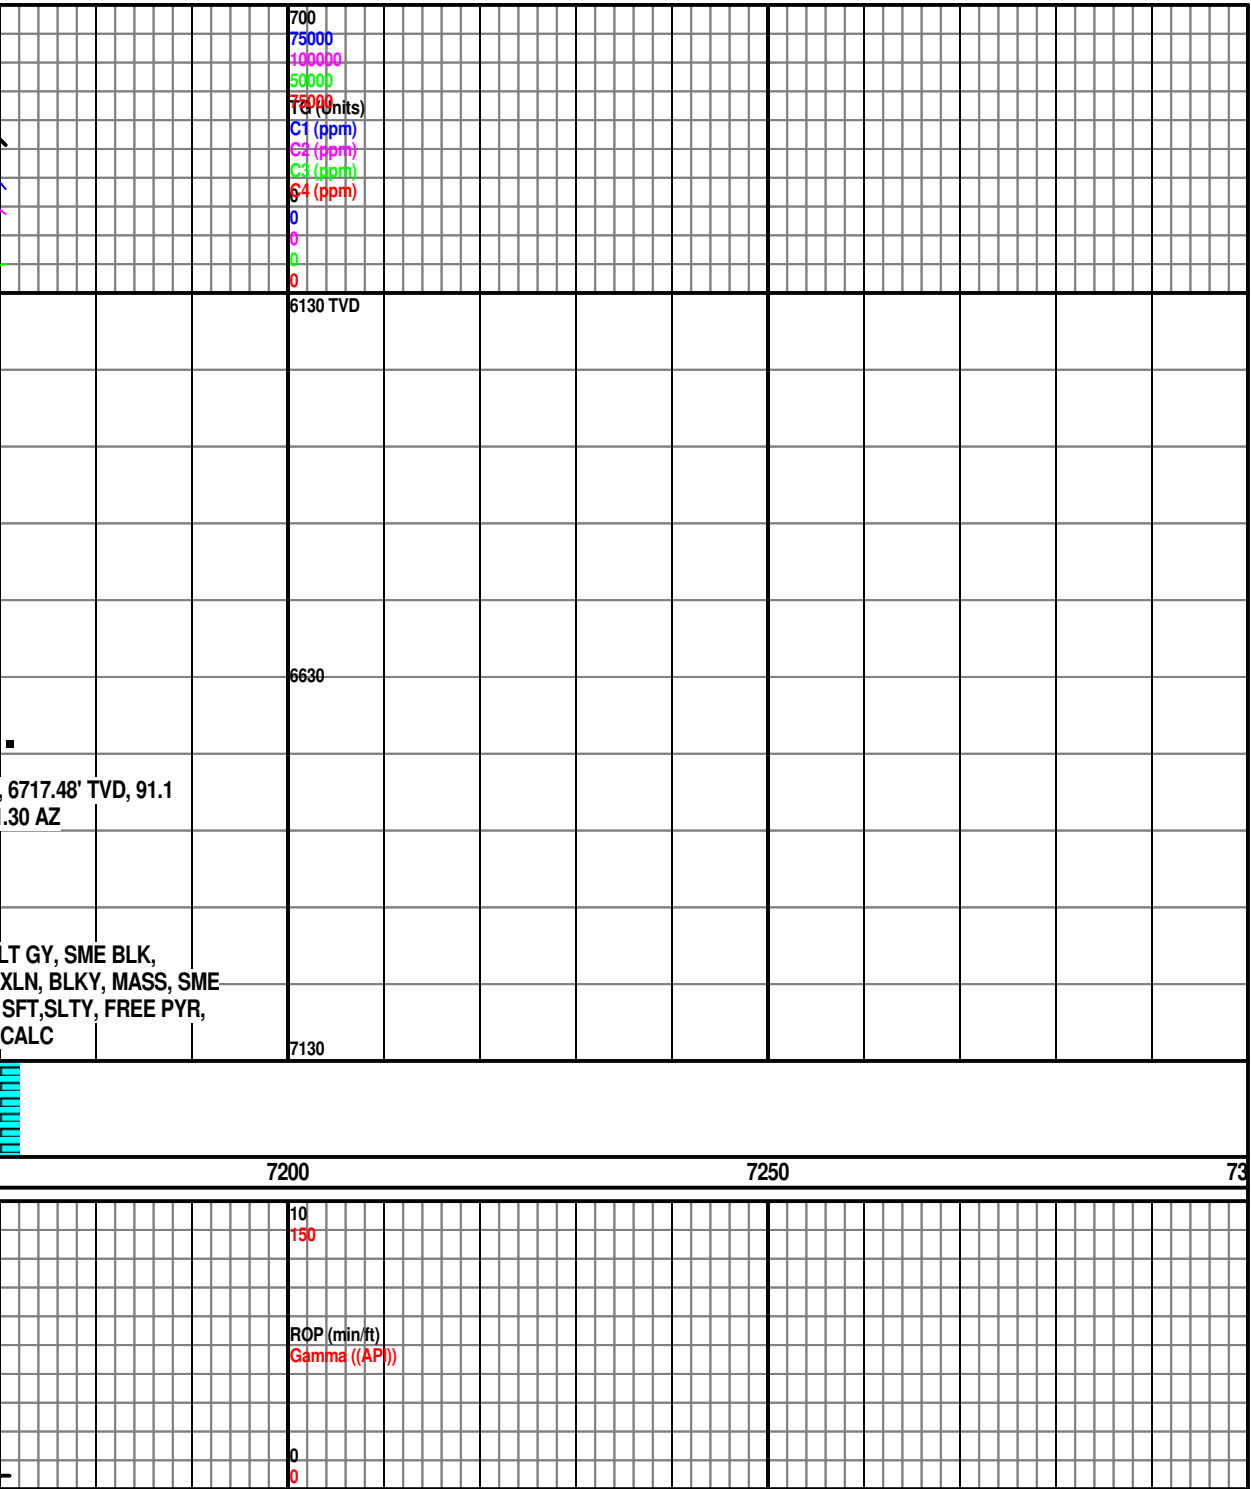 700
75000
100000
50000
75000
TG (Units)
C1 (ppm)
C2 (ppm)
C3 (ppm)
C4 (ppm)
0
0
0
0
0
6130 TVD
6630
, 6717.48' TVD, 91.1
.30 AZ
LT GY, SME BLK,
XLN, BLKY, MASS, SME
SFT,SLTY, FREE PYR,
CALC
7130
7200 7250 73
10
150
ROP (min/ft)
Gamma ((API))
0
0